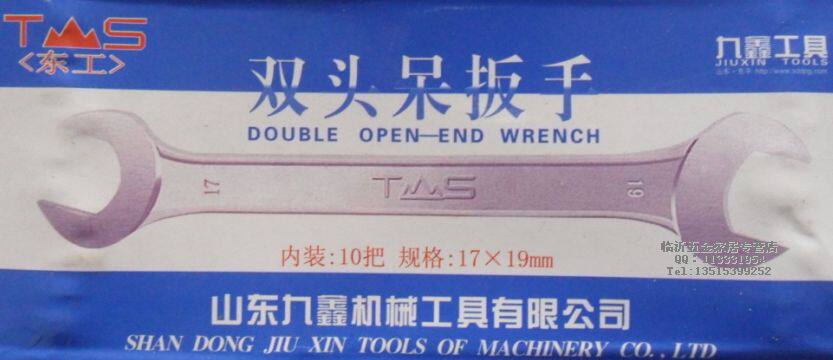 TMS
〈东工〉
九鑫工具
JIUXIN TOOLS
双头呆扳手
DOUBLE OPEN-END WRENCH
17
TMS
19
内装:10把 规格:17×19mm
临沂五金家居专营店
Tel:13515399252
山东九鑫机械工具有限公司
SHAN DONG JIU XIN TOOLS OF MACHINERY CO.,LTD